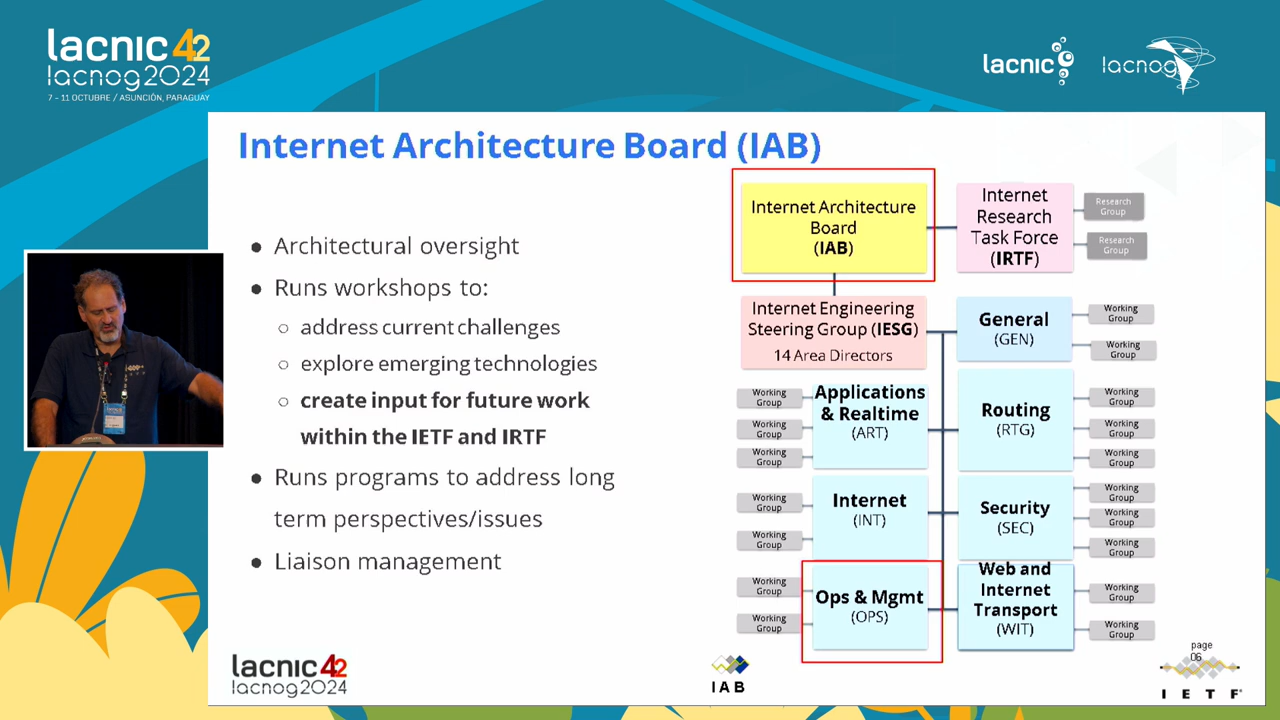 lacnic 42
lacnog2024
7 - 11 OCTUBRE / ASUNCIÓN, PARAGUAY
lacnic
lacnog
Internet Architecture Board (IAB)
● Architectural oversight
● Runs workshops to:
○ address current challenges
○ explore emerging technologies
○ create input for future work
within the IETF and IRTF
● Runs programs to address long
term perspectives/issues
● Liaison management
Internet Architecture
Board
(IAB)
Internet
Research
Task Force
(IRTF)
Research
Group
Research
Group
Internet Engineering
Steering Group (IESG)
14 Area Directors
General
(GEN)
Working
Group
Working
Group
Working
Group
Working
Group
Working
Group
Applications
& Realtime
(ART)
Routing
(RTG)
Working
Group
Working
Group
Working
Group
Working
Group
Working
Group
Internet
(INT)
Security
(SEC)
Working
Group
Working
Group
Working
Group
Working
Group
Working
Group
Ops & Mgmt
(OPS)
Web and
Internet
Transport
(WIT)
Working
Group
Working
Group
lacnic 42
lacnog2024
IAB
page
06
I E T F